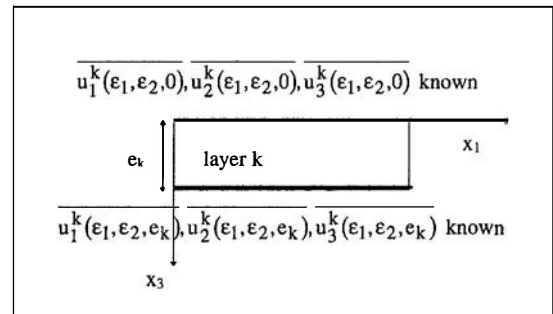 u₁ᵏ(ε₁,ε₂,0),u₂ᵏ(ε₁,ε₂,0),u₃ᵏ(ε₁,ε₂,0) known
x₁
eₖ layer k
u₁ᵏ(ε₁,ε₂,eₖ),u₂ᵏ(ε₁,ε₂,eₖ),u₃ᵏ(ε₁,ε₂,eₖ) known
x₃